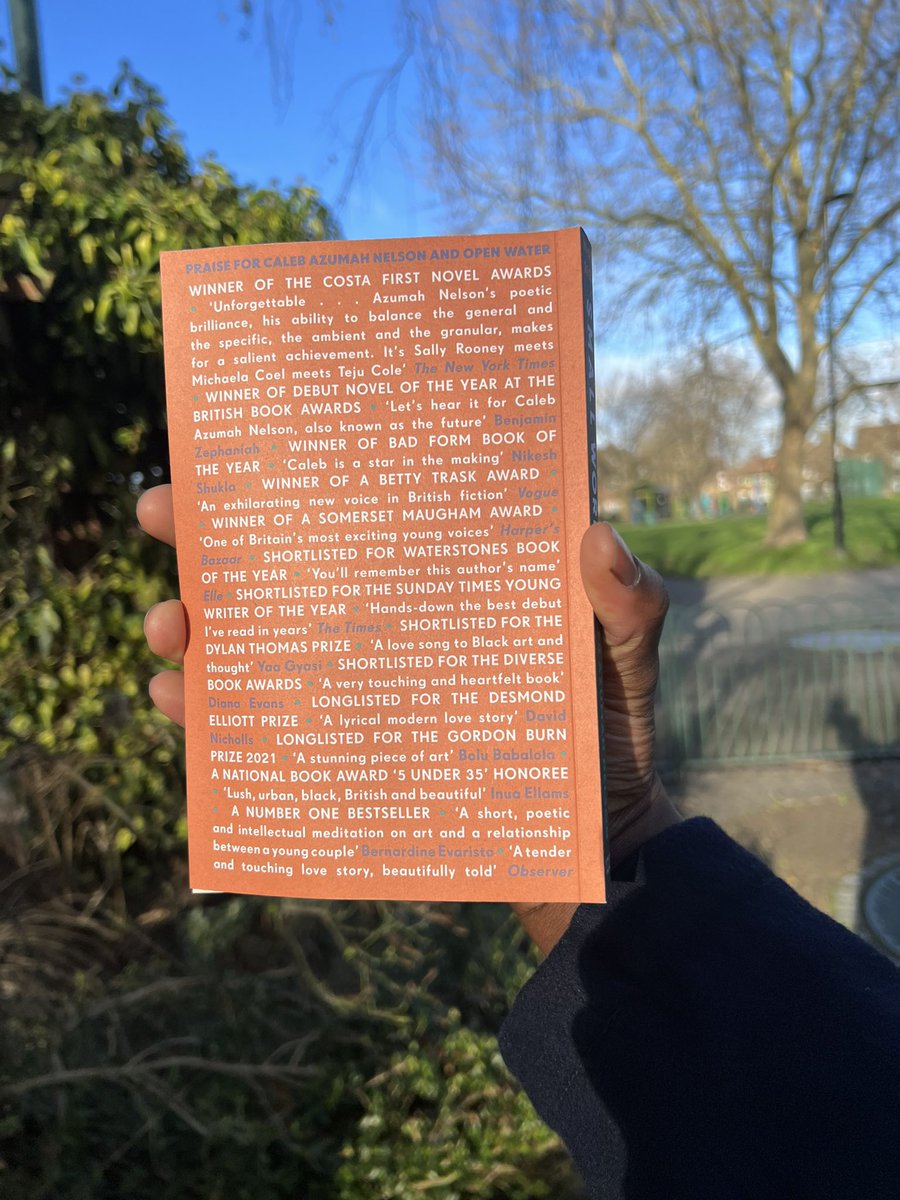 PRAISE FOR CALEB AZUMAH NELSON AND OPEN WATER
WINNER OF THE COSTA FIRST NOVEL AWARDS
• ‘Unforgettable . . . Azumah Nelson’s poetic
brilliance, his ability to balance the general and
the specific, the ambient and the granular, makes
for a salient achievement. It’s Sally Rooney meets
Michaela Coel meets Teju Cole’ The New York Times
• WINNER OF DEBUT NOVEL OF THE YEAR AT THE
BRITISH BOOK AWARDS • ‘Let’s hear it for Caleb
Azumah Nelson, also known as the future’ Benjamin
Zephaniah • WINNER OF BAD FORM BOOK OF
THE YEAR • ‘Caleb is a star in the making’ Nikesh
Shukla • WINNER OF A BETTY TRASK AWARD •
‘An exhilarating new voice in British fiction’ Vogue
• WINNER OF A SOMERSET MAUGHAM AWARD •
‘One of Britain’s most exciting young voices’ Harper’s
Bazaar • SHORTLISTED FOR WATERSTONES BOOK
OF THE YEAR • ‘You’ll remember this author’s name’
Elle • SHORTLISTED FOR THE SUNDAY TIMES YOUNG
WRITER OF THE YEAR • ‘Hands-down the best debut
I’ve read in years’ The Times • SHORTLISTED FOR THE
DYLAN THOMAS PRIZE • ‘A love song to Black art and
thought’ Yaa Gyasi • SHORTLISTED FOR THE DIVERSE
BOOK AWARDS • ‘A very touching and heartfelt book’
Diana Evans • LONGLISTED FOR THE DESMOND
ELLIOTT PRIZE • ‘A lyrical modern love story’ David
Nicholls • LONGLISTED FOR THE GORDON BURN
PRIZE 2021 • ‘A stunning piece of art’ Bolu Babalola •
A NATIONAL BOOK AWARD ‘5 UNDER 35’ HONOREE
• ‘Lush, urban, black, British and beautiful’ Inua Ellams
• A NUMBER ONE BESTSELLER • ‘A short, poetic
and intellectual meditation on art and a relationship
between a young couple’ Bernardine Evaristo • ‘A tender
and touching love story, beautifully told’ Observer